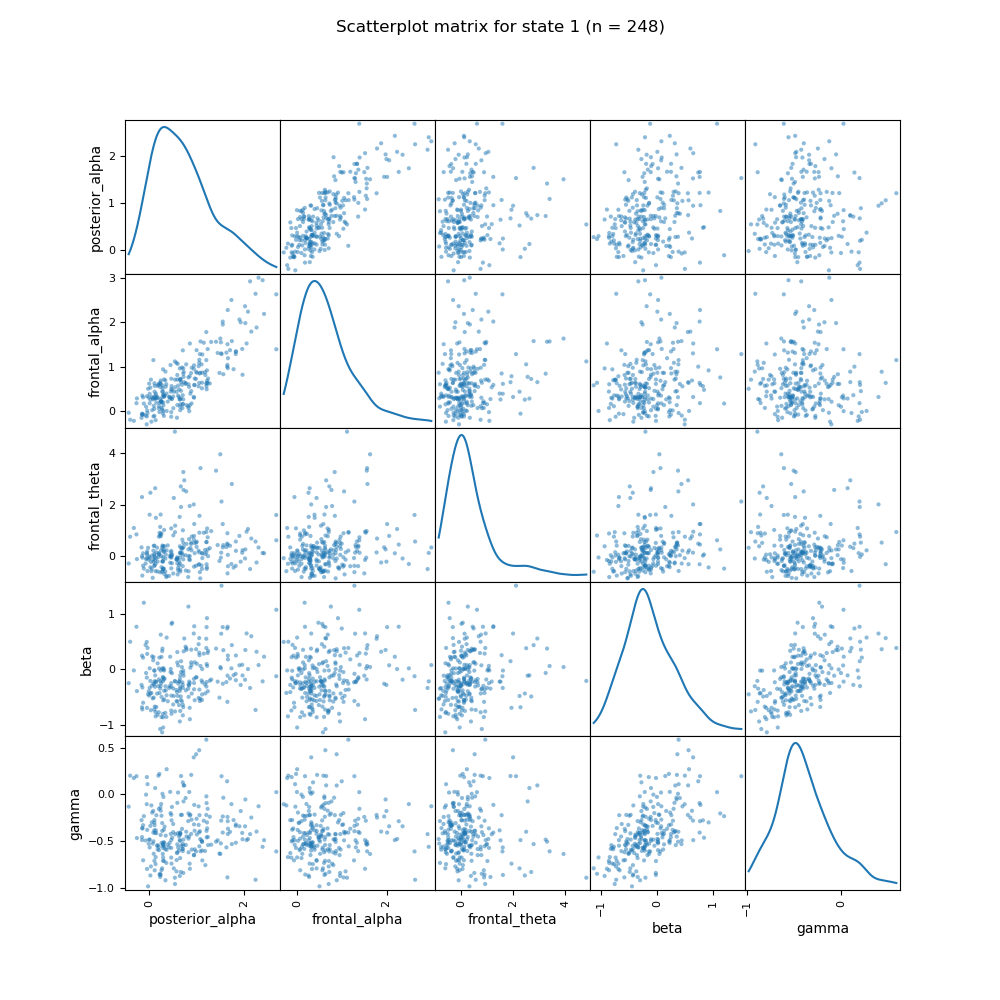 Scatterplot matrix for state 1 (n = 248)
posterior_alpha
2
1
0
frontal_alpha
3
2
1
0
frontal_theta
4
2
0
beta
1
0
−1
gamma
0.5
0.0
−0.5
−1.0
0
2
0
2
0
2
4
−1
0
1
−1
0
posterior_alpha
frontal_alpha
frontal_theta
beta
gamma